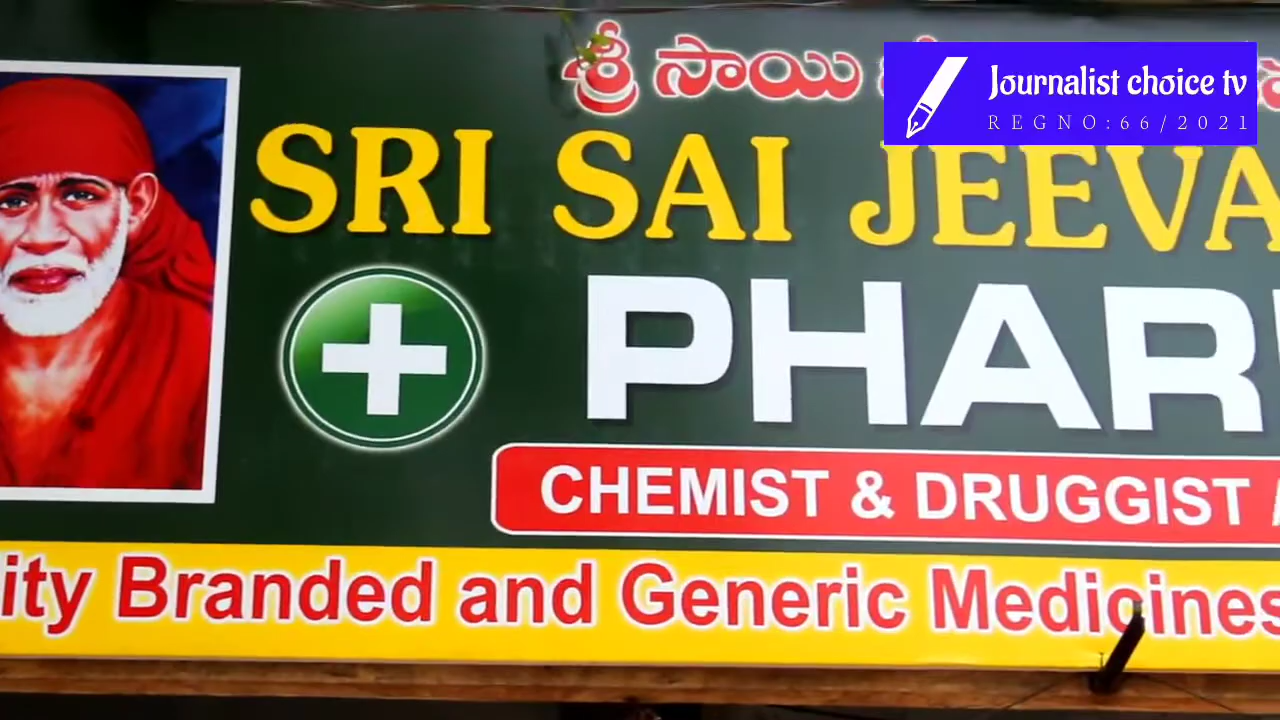 శ్రీ సాయి
Journalist choice tv
REGNO:66/2021
SRI SAI JEEVA
PHAR
CHEMIST & DRUGGIST
ity Branded and Generic Medicines